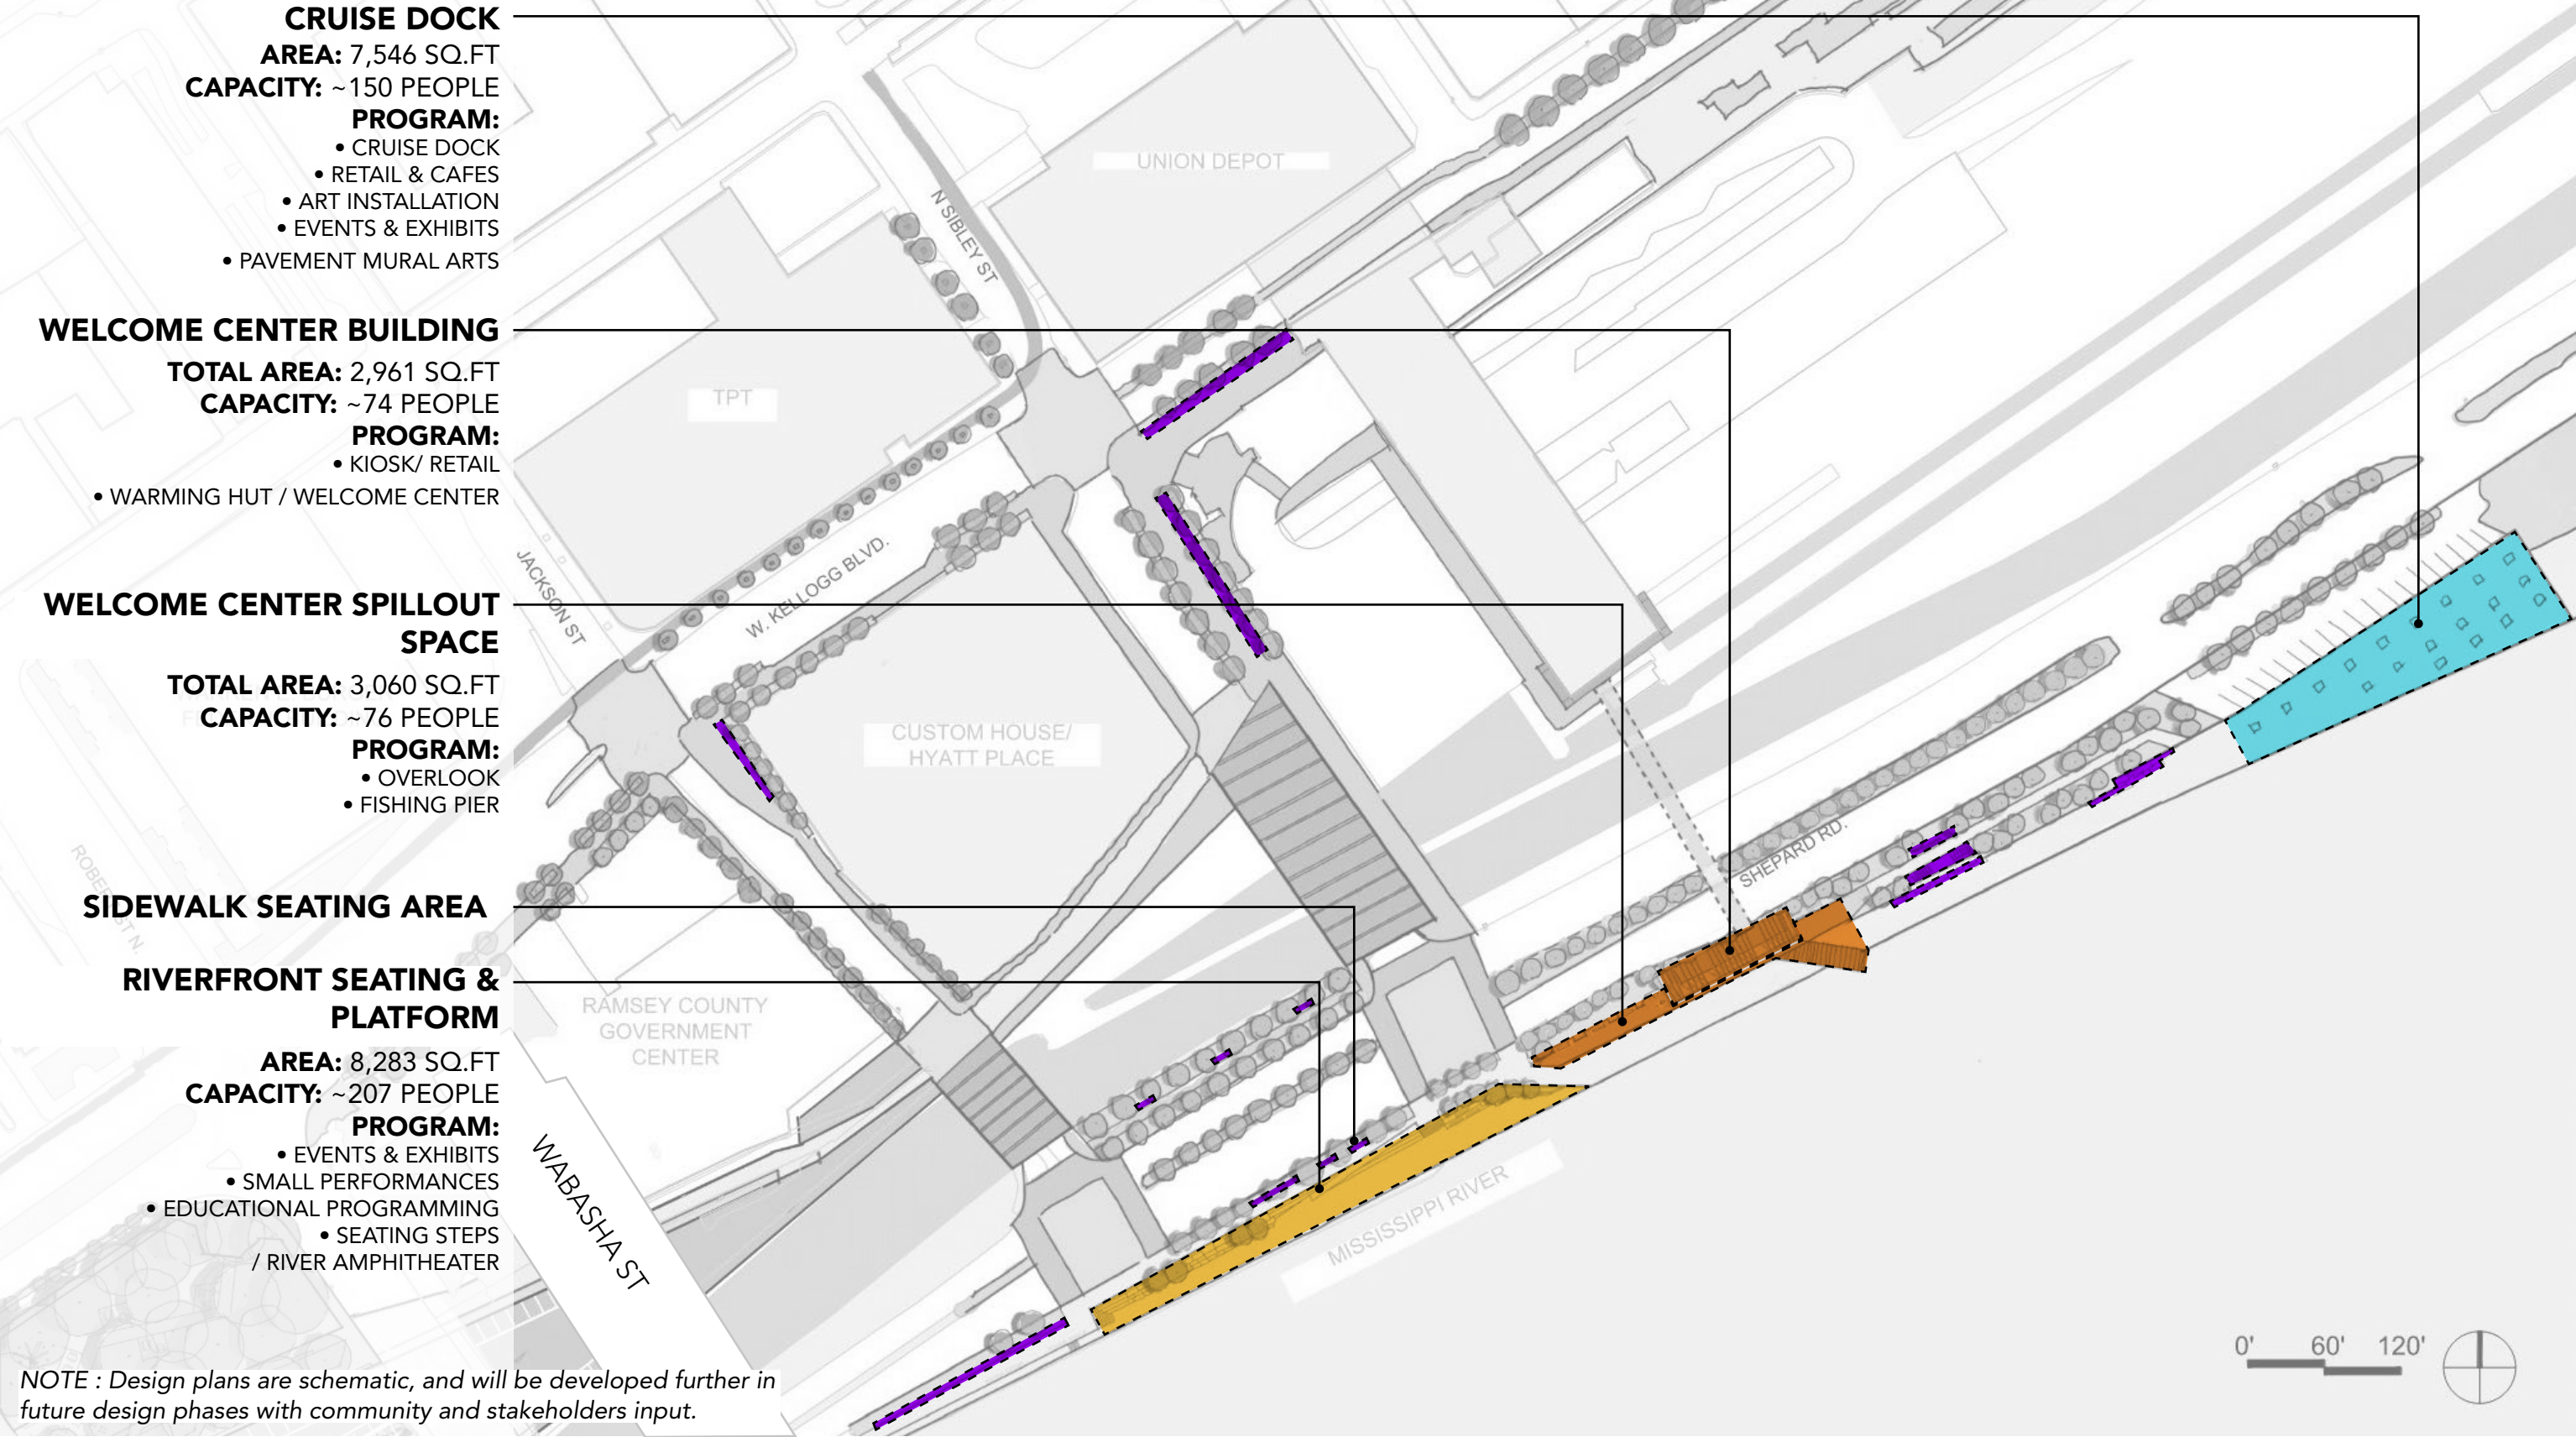 CRUISE DOCK
AREA: 7,546 SQ.FT
CAPACITY: ~150 PEOPLE
PROGRAM:
• CRUISE DOCK
• RETAIL & CAFES
• ART INSTALLATION
• EVENTS & EXHIBITS
• PAVEMENT MURAL ARTS
WELCOME CENTER BUILDING
TOTAL AREA: 2,961 SQ.FT
CAPACITY: ~74 PEOPLE
PROGRAM:
• KIOSK/ RETAIL
• WARMING HUT / WELCOME CENTER
WELCOME CENTER SPILLOUT
SPACE
TOTAL AREA: 3,060 SQ.FT
CAPACITY: ~76 PEOPLE
PROGRAM:
• OVERLOOK
• FISHING PIER
SIDEWALK SEATING AREA
RIVERFRONT SEATING &
PLATFORM
AREA: 8,283 SQ.FT
CAPACITY: ~207 PEOPLE
PROGRAM:
• EVENTS & EXHIBITS
• SMALL PERFORMANCES
• EDUCATIONAL PROGRAMMING
• SEATING STEPS
/ RIVER AMPHITHEATER
NOTE : Design plans are schematic, and will be developed further in
future design phases with community and stakeholders input.
UNION DEPOT
N SIBLEY ST
TPT
W. KELLOGG BLVD.
JACKSON ST
CUSTOM HOUSE/
HYATT PLACE
SHEPARD RD.
RAMSEY COUNTY
GOVERNMENT
CENTER
WABASHA ST
MISSISSIPPI RIVER
0' 60' 120'